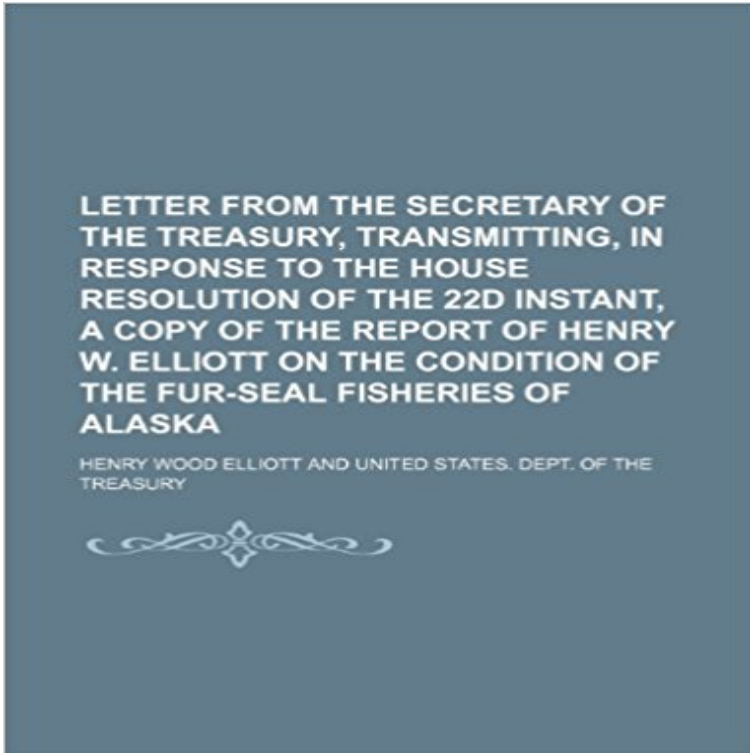 LETTER FROM THE SECRETARY OF
THE TREASURY, TRANSMITTING, IN
RESPONSE TO THE HOUSE
RESOLUTION OF THE 22D INSTANT,
A COPY OF THE REPORT OF HENRY
W. ELLIOTT ON THE CONDITION OF
THE FUR-SEAL FISHERIES OF
ALASKA
HENRY WOOD ELLIOTT AND UNITED STATES. DEPT. OF THE
TREASURY